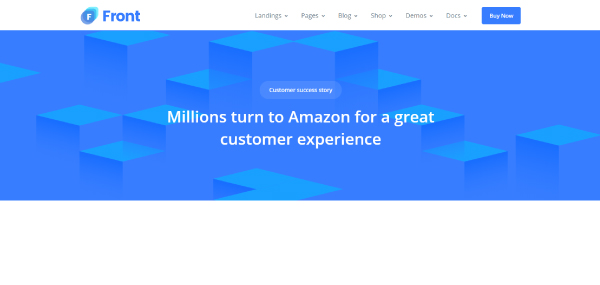 F Front
Landings Pages Blog Shop Demos Docs Buy Now
Customer success story
Millions turn to Amazon for a great
customer experience